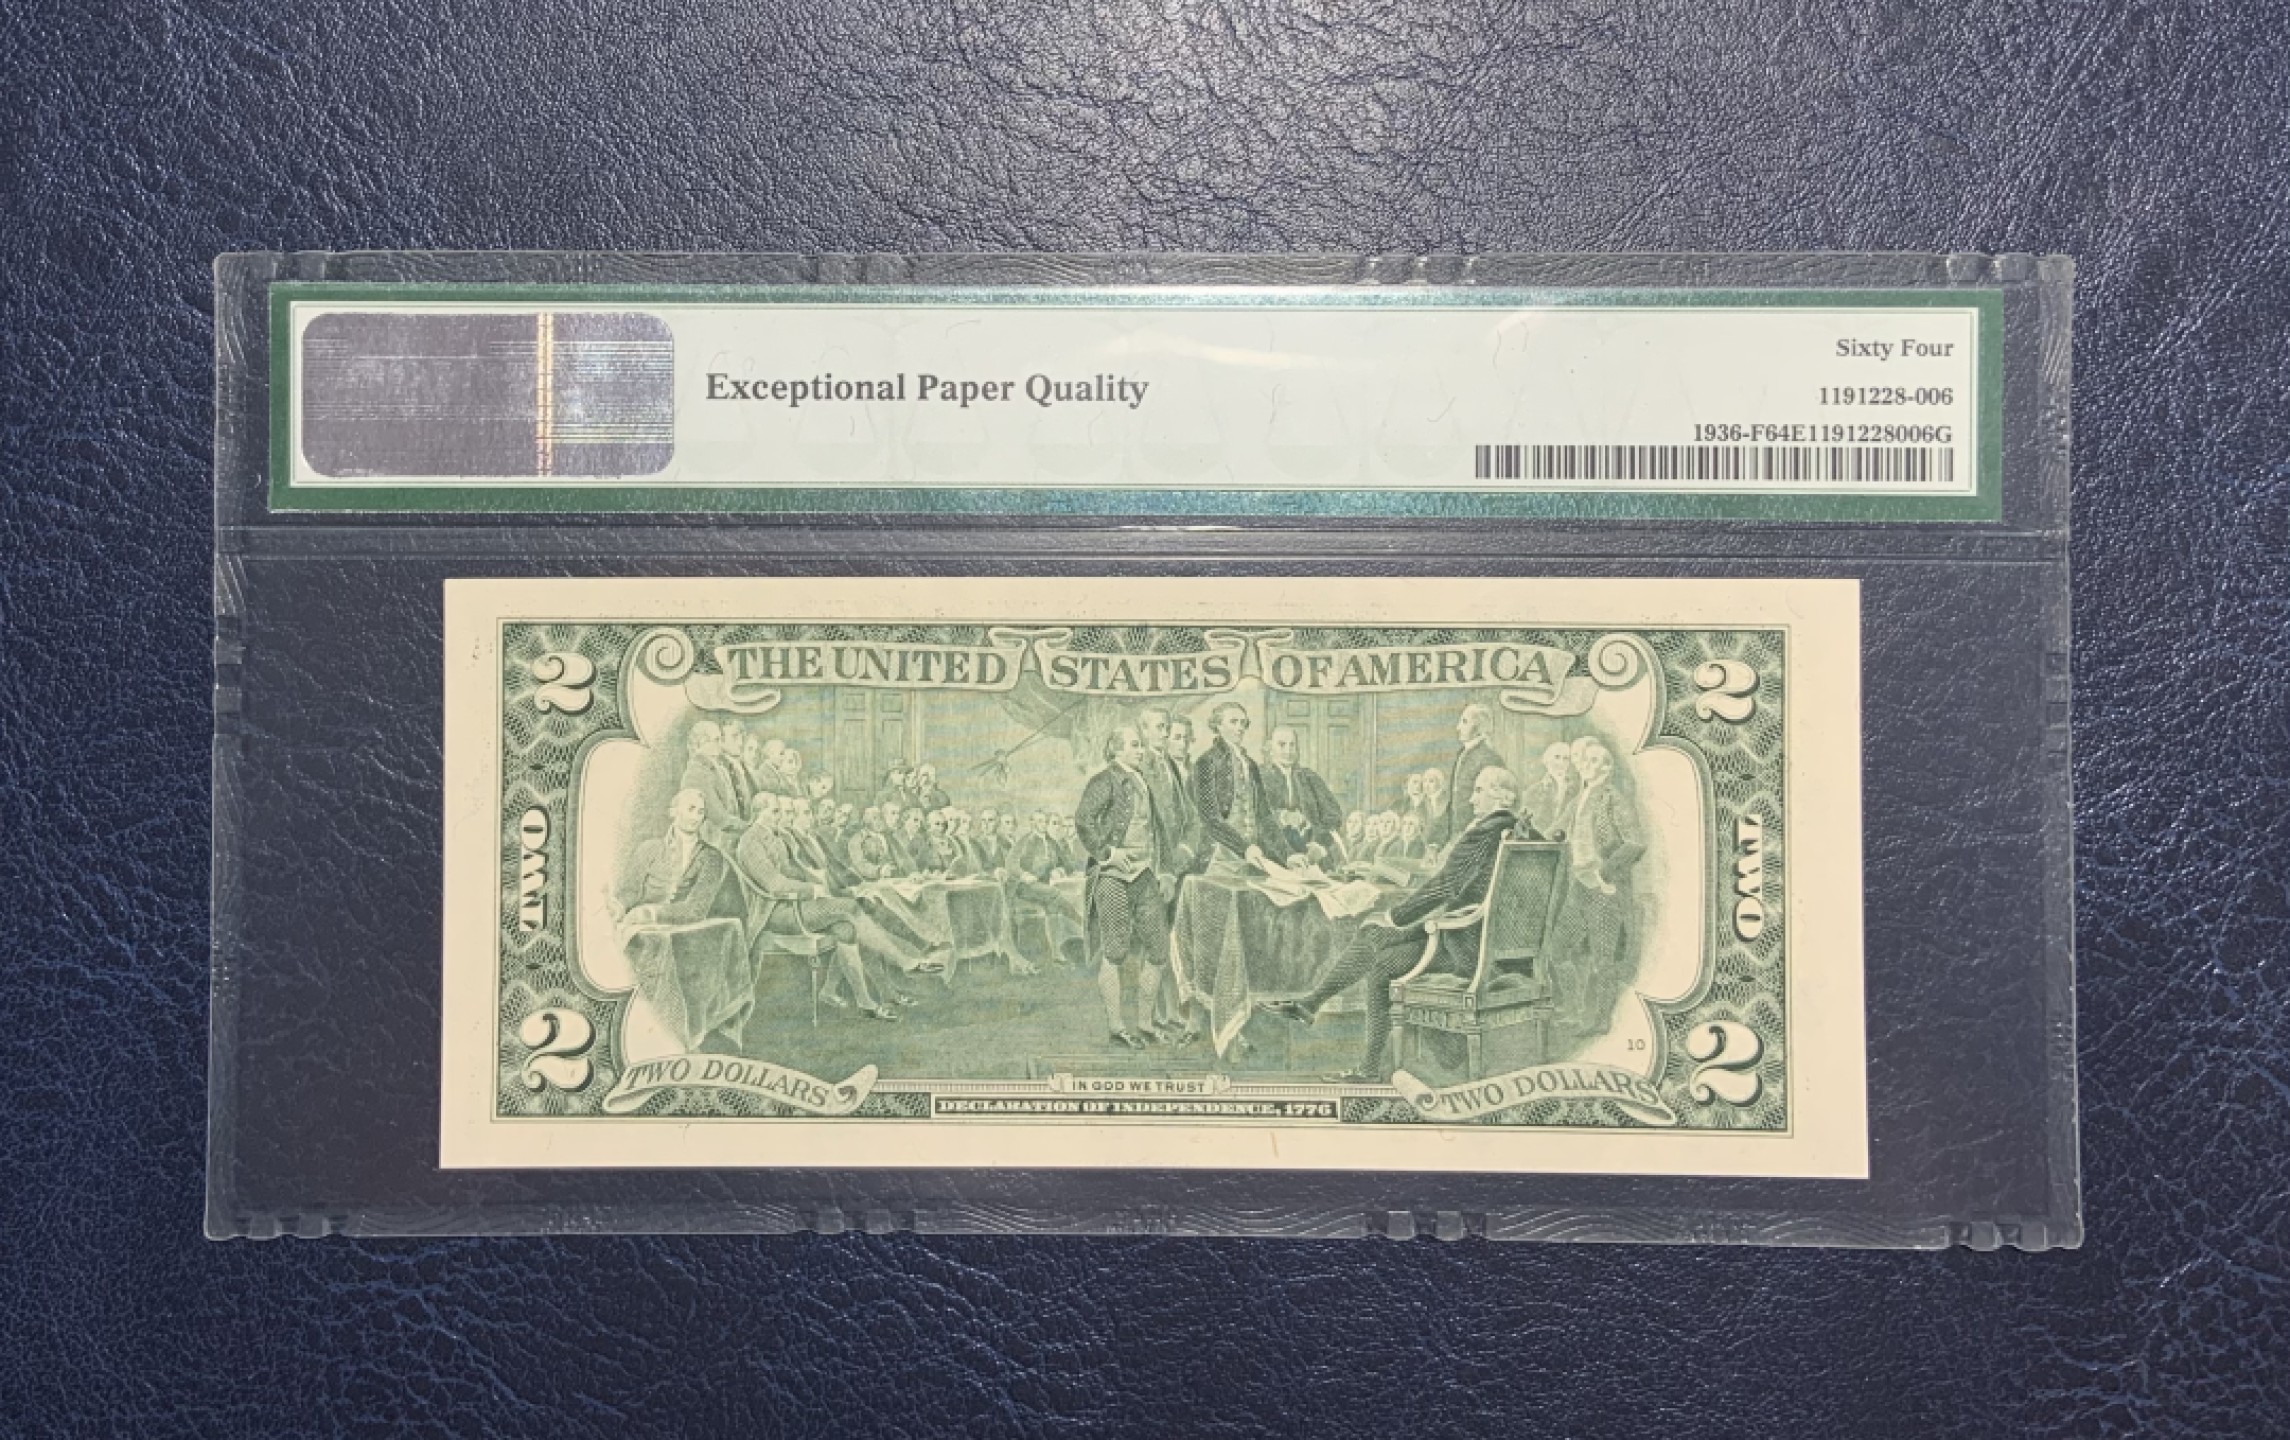 Exceptional Paper Quality
Sixty Four
1191228-006
1936-F64E1191228006G
THE UNITED STATES OF AMERICA
2
2
TWO
TWO
2
2
10
TWO DOLLARS
IN GOD WE TRUST
TWO DOLLARS
DECLARATION OF INDEPENDENCE, 1776